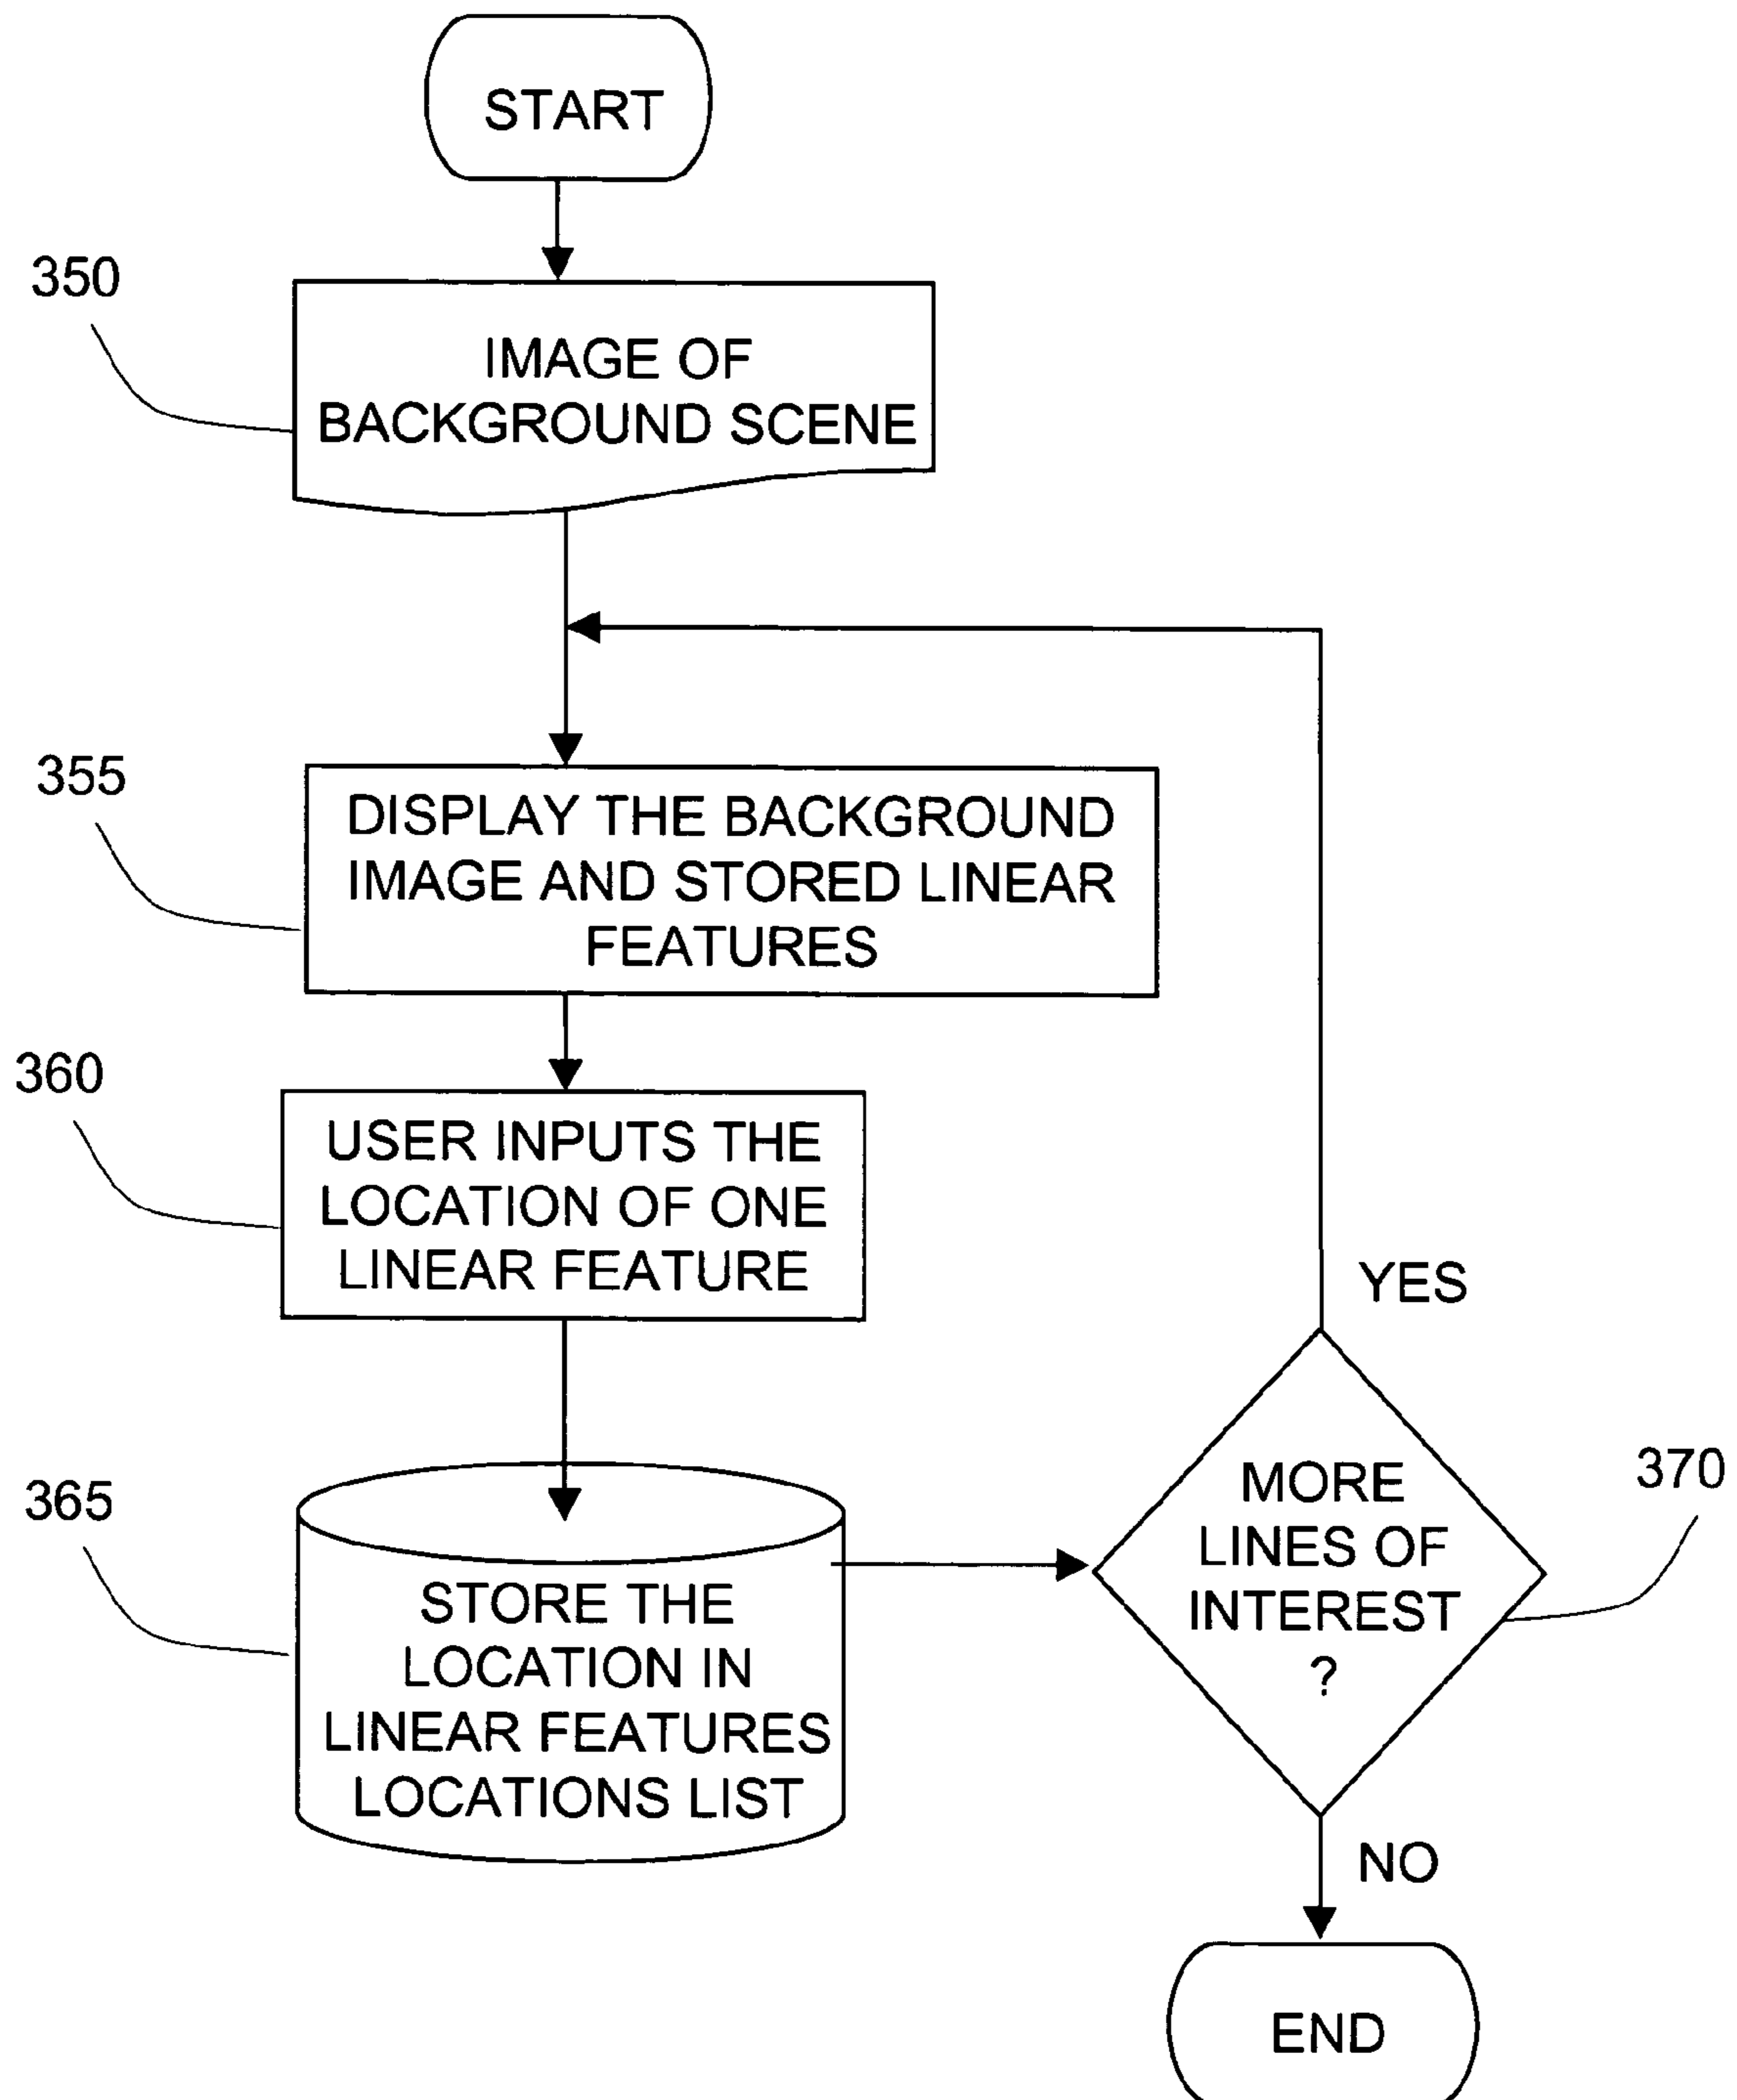 START
350
IMAGE OF
BACKGROUND SCENE
355
DISPLAY THE BACKGROUND
IMAGE AND STORED LINEAR
FEATURES
360
USER INPUTS THE
LOCATION OF ONE
LINEAR FEATURE
365
STORE THE
LOCATION IN
LINEAR FEATURES
LOCATIONS LIST
YES
370
MORE
LINES OF
INTEREST
?
NO
END